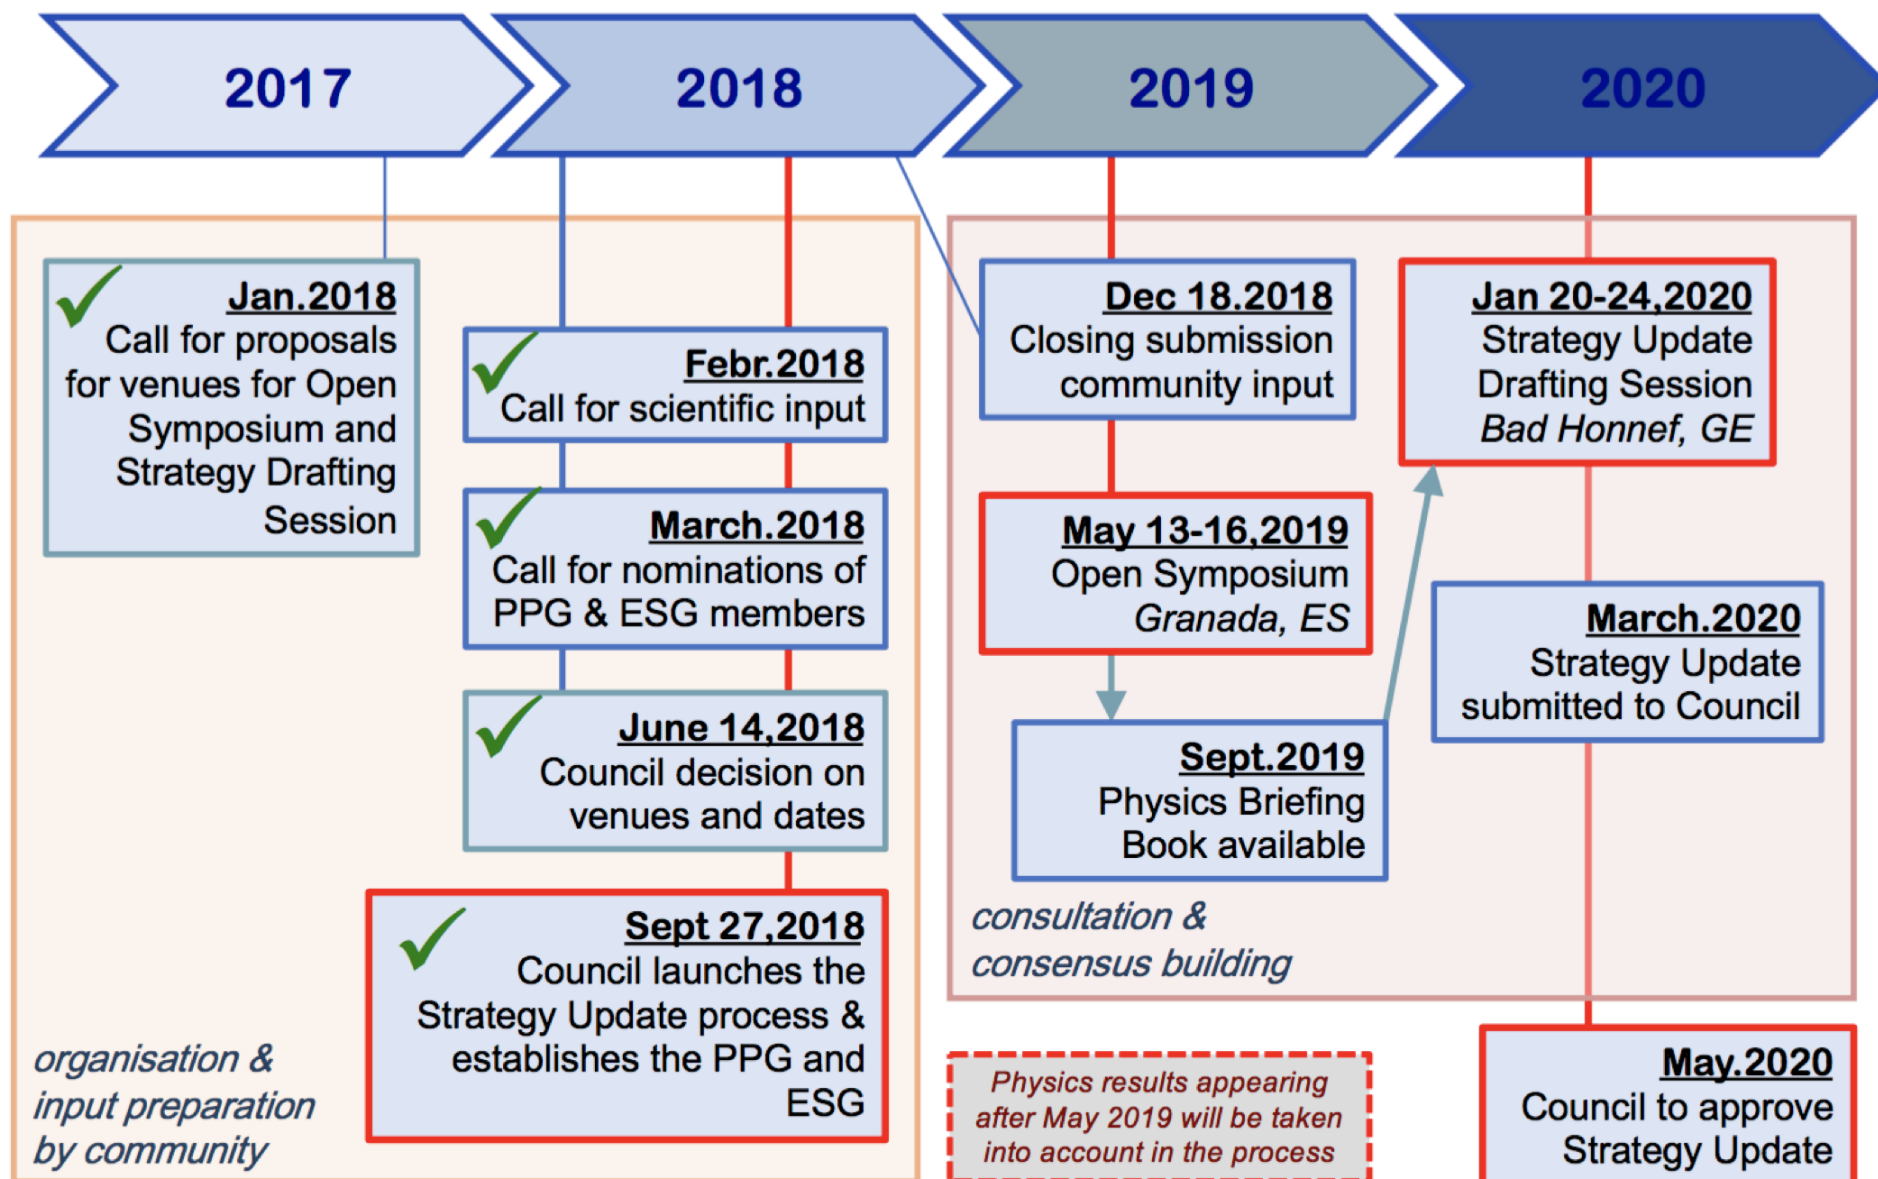 2017
2018
2019
2020
Jan.2018
Call for proposals
for venues for Open
Symposium and
Strategy Drafting
Session
Febr.2018
Call for scientific input
March.2018
Call for nominations of
PPG & ESG members
June 14,2018
Council decision on
venues and dates
Sept 27,2018
Council launches the
Strategy Update process &
establishes the PPG and
ESG
organisation &
input preparation
by community
Dec 18.2018
Closing submission
community input
May 13-16,2019
Open Symposium
Granada, ES
Sept.2019
Physics Briefing
Book available
Jan 20-24,2020
Strategy Update
Drafting Session
Bad Honnef, GE
March.2020
Strategy Update
submitted to Council
consultation &
consensus building
Physics results appearing
after May 2019 will be taken
into account in the process
May.2020
Council to approve
Strategy Update